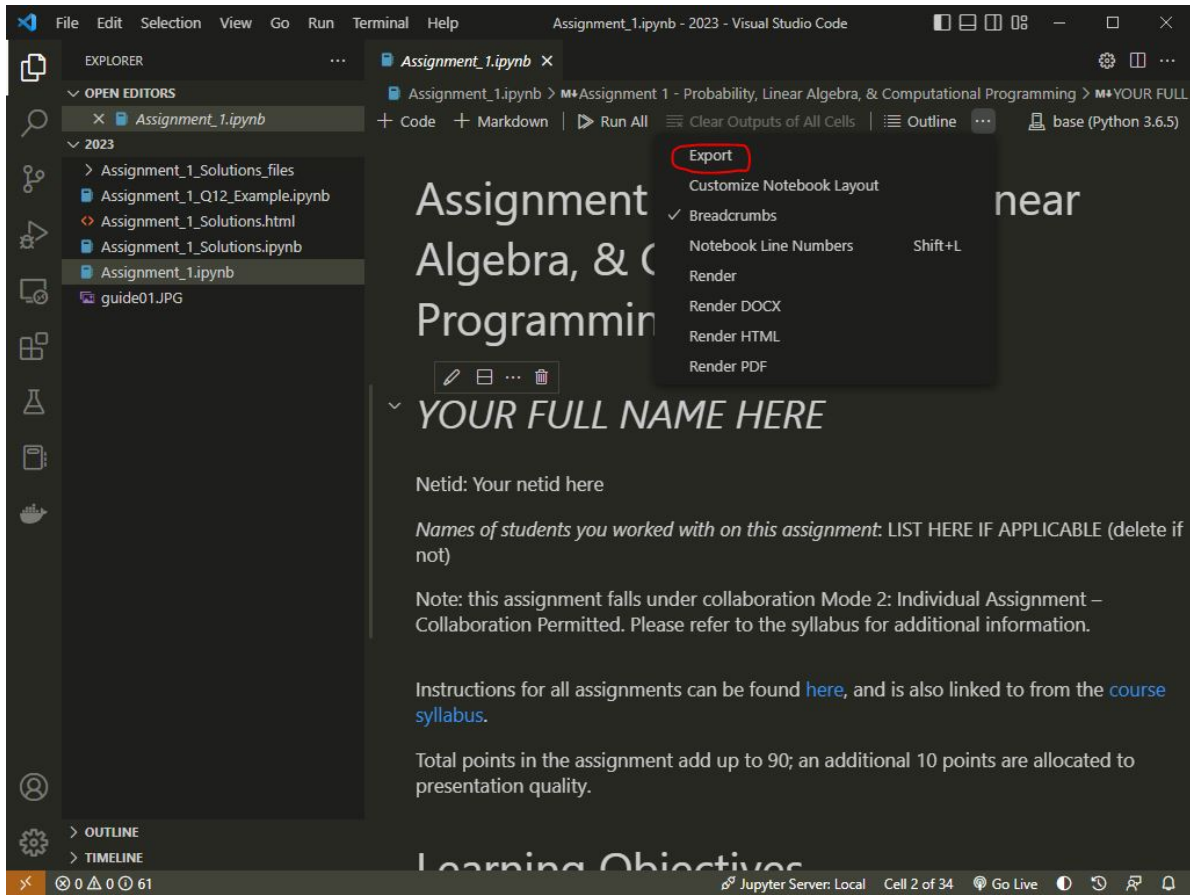 File Edit Selection View Go Run Terminal Help Assignment_1.ipynb - 2023 - Visual Studio Code
EXPLORER
OPEN EDITORS
Assignment_1.ipynb
2023
Assignment_1_Solutions_files
Assignment_1_Q12_Example.ipynb
Assignment_1_Solutions.html
Assignment_1_Solutions.ipynb
Assignment_1.ipynb
guide01.JPG
OUTLINE
TIMELINE
Assignment_1.ipynb
Assignment_1.ipynb > M↓Assignment 1 - Probability, Linear Algebra, & Computational Programming > M↓YOUR FULL
+ Code + Markdown Run All Clear Outputs of All Cells Outline ... base (Python 3.6.5)
Export
Customize Notebook Layout
✓ Breadcrumbs
Notebook Line Numbers Shift+L
Render
Render DOCX
Render HTML
Render PDF
Assignment near
Algebra, & C
Programmin
YOUR FULL NAME HERE
Netid: Your netid here
Names of students you worked with on this assignment: LIST HERE IF APPLICABLE (delete if
not)
Note: this assignment falls under collaboration Mode 2: Individual Assignment –
Collaboration Permitted. Please refer to the syllabus for additional information.
Instructions for all assignments can be found here, and is also linked to from the course
syllabus.
Total points in the assignment add up to 90; an additional 10 points are allocated to
presentation quality.
Learning Objectives
0 0 61 Jupyter Server: Local Cell 2 of 34 Go Live